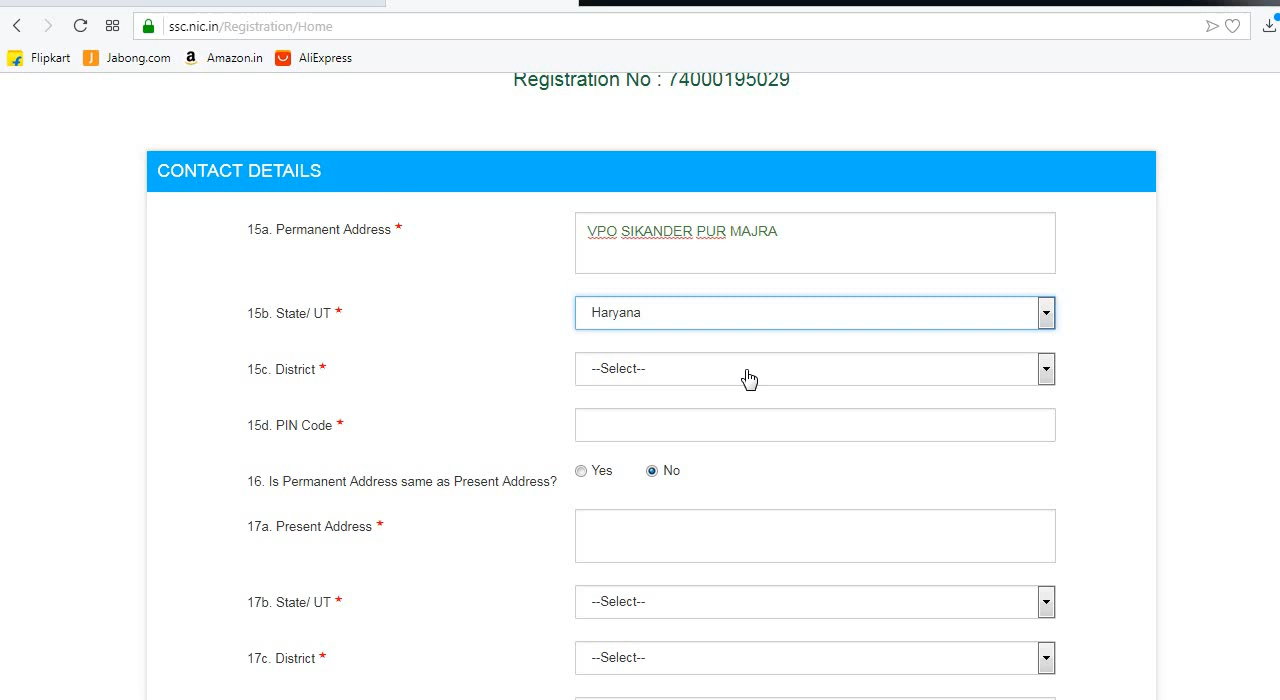 ssc.nic.in/Registration/Home
Flipkart Jabong.com Amazon.in AliExpress
Registration No : 74000195029
CONTACT DETAILS
15a. Permanent Address *
VPO SIKANDER PUR MAJRA
15b. State/ UT *
Haryana
15c. District *
--Select--
15d. PIN Code *
16. Is Permanent Address same as Present Address?
Yes No
17a. Present Address *
17b. State/ UT *
--Select--
17c. District *
--Select--